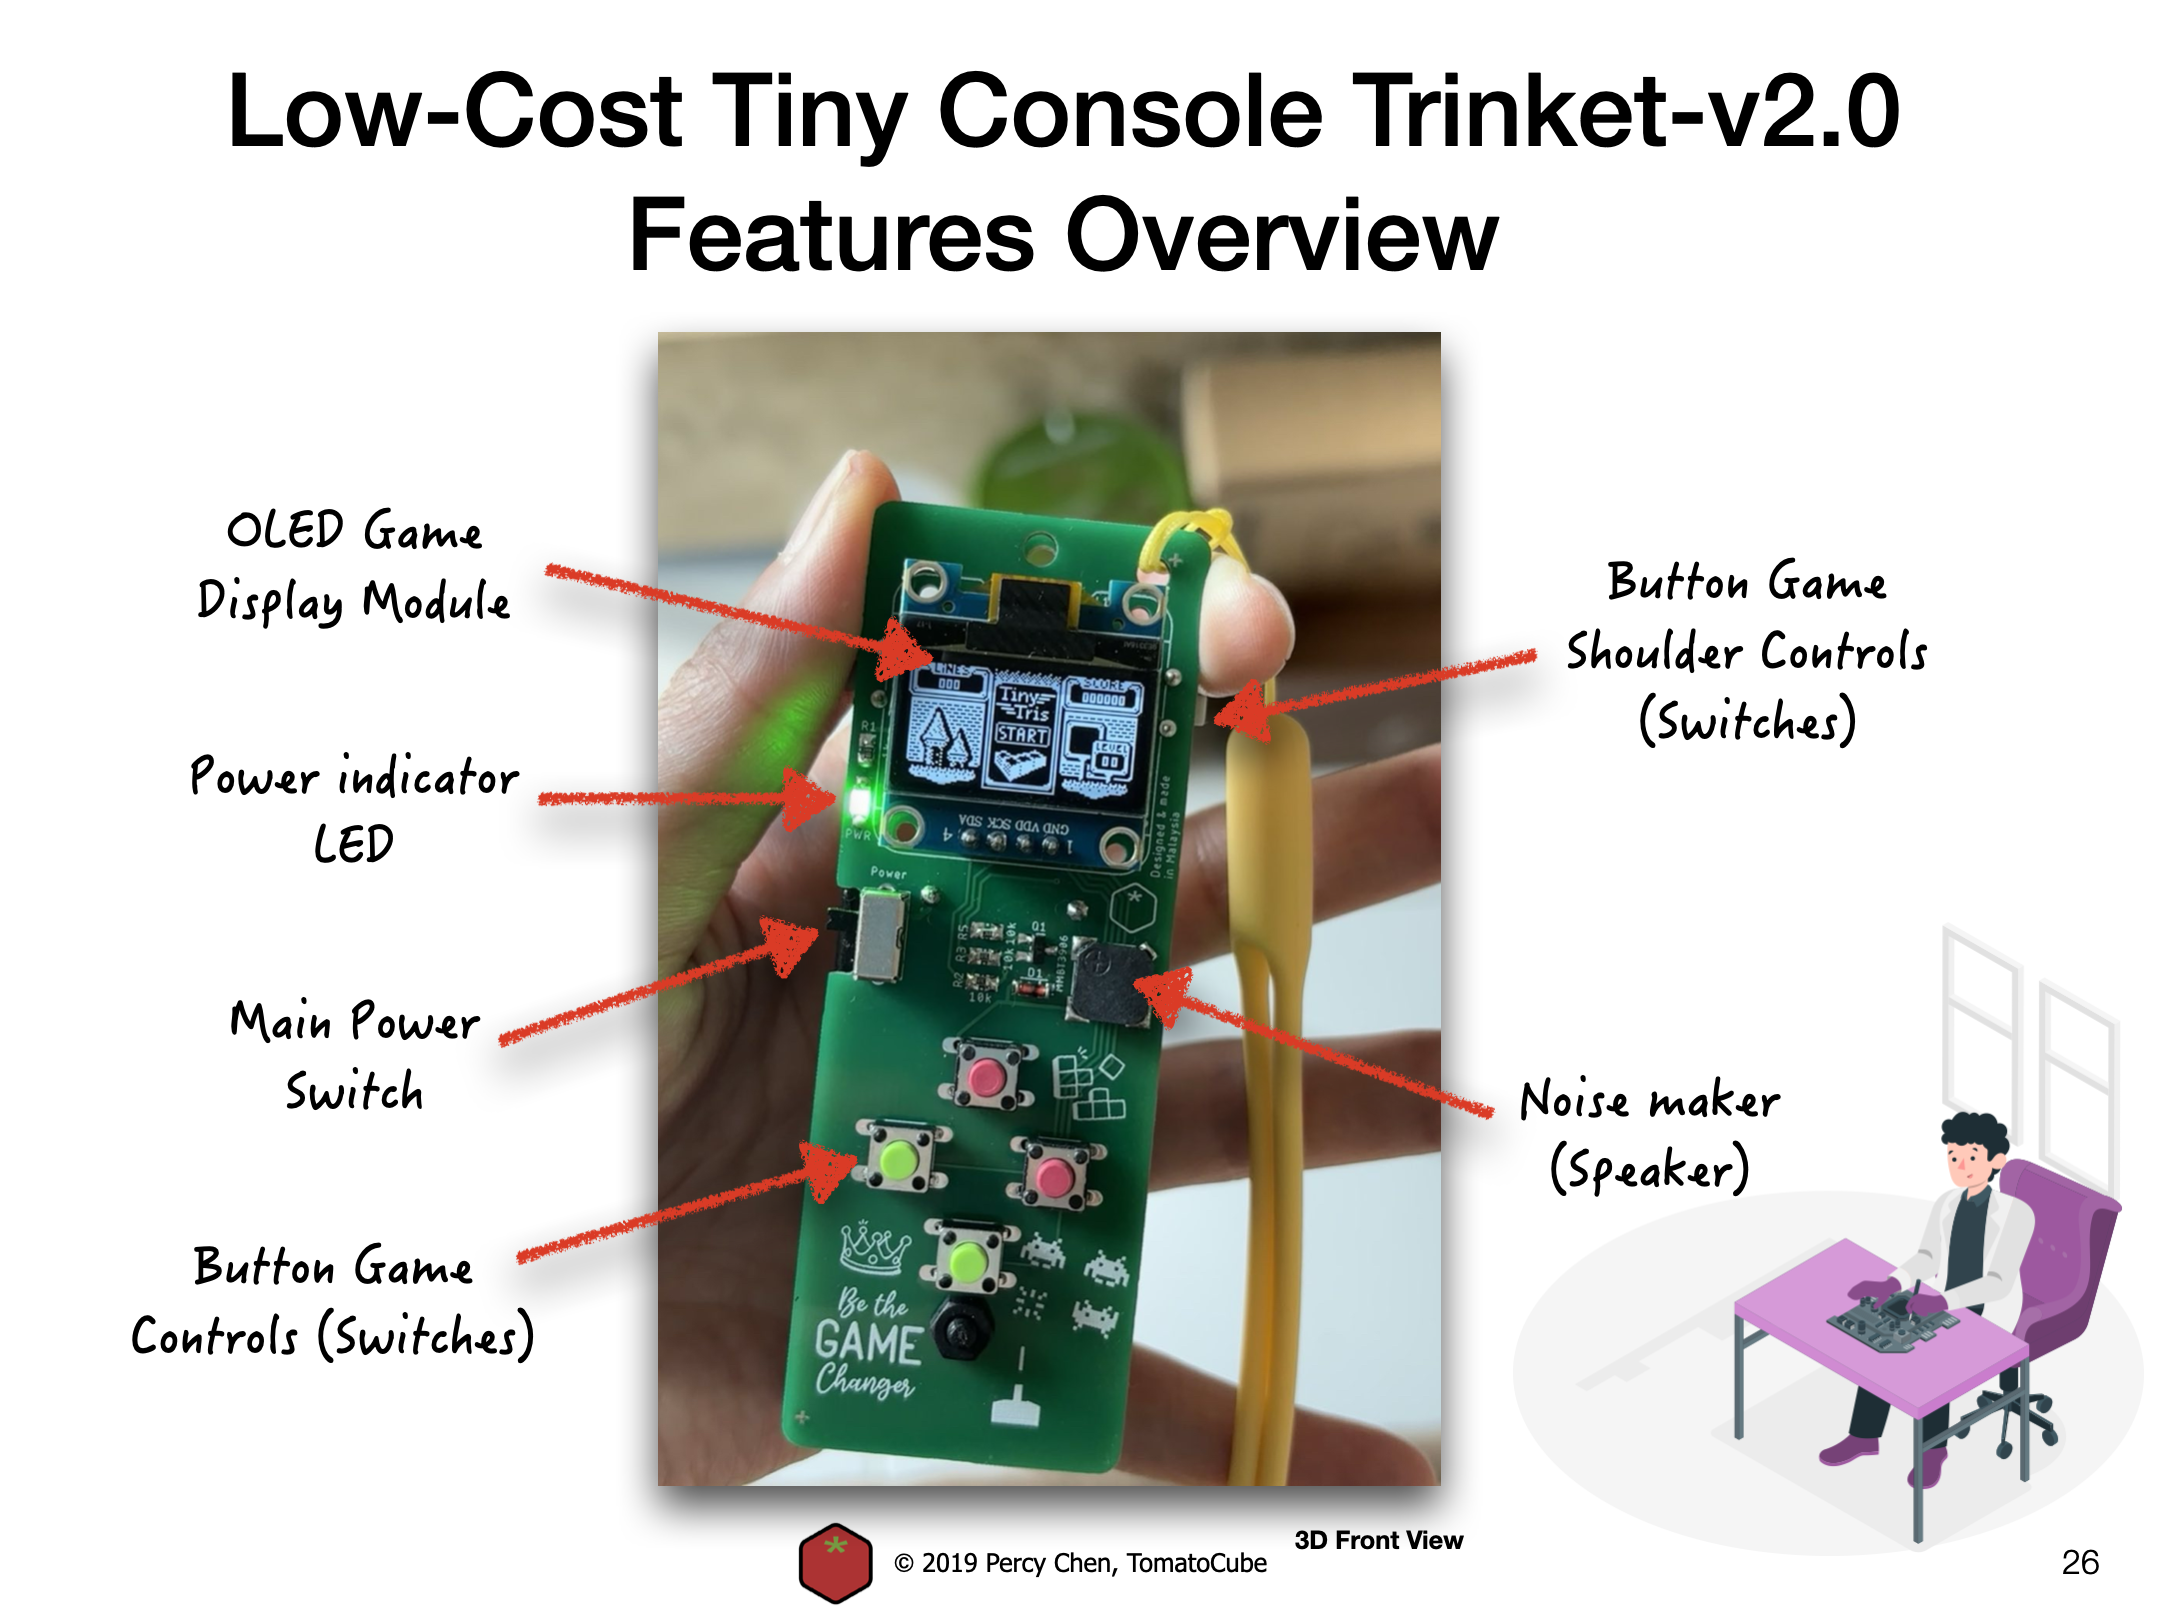 Low-Cost Tiny Console Trinket-v2.0
Features Overview
OLED Game
Display Module
Power indicator
LED
Main Power
Switch
Button Game
Controls (Switches)
Button Game
Shoulder Controls
(Switches)
Noise maker
(Speaker)
LINES
000
Tiny
Tris
START
SCORE
000000
LEVEL
00
R1
PWR
4 SDA SCK VDD GND 1
Designed & made
in Malaysia
Power
*
R5
R3
R2
10k
10k
10k
Q1
D1
MMBT3906
Be the
GAME
Changer
3D Front View
*
© 2019 Percy Chen, TomatoCube
26